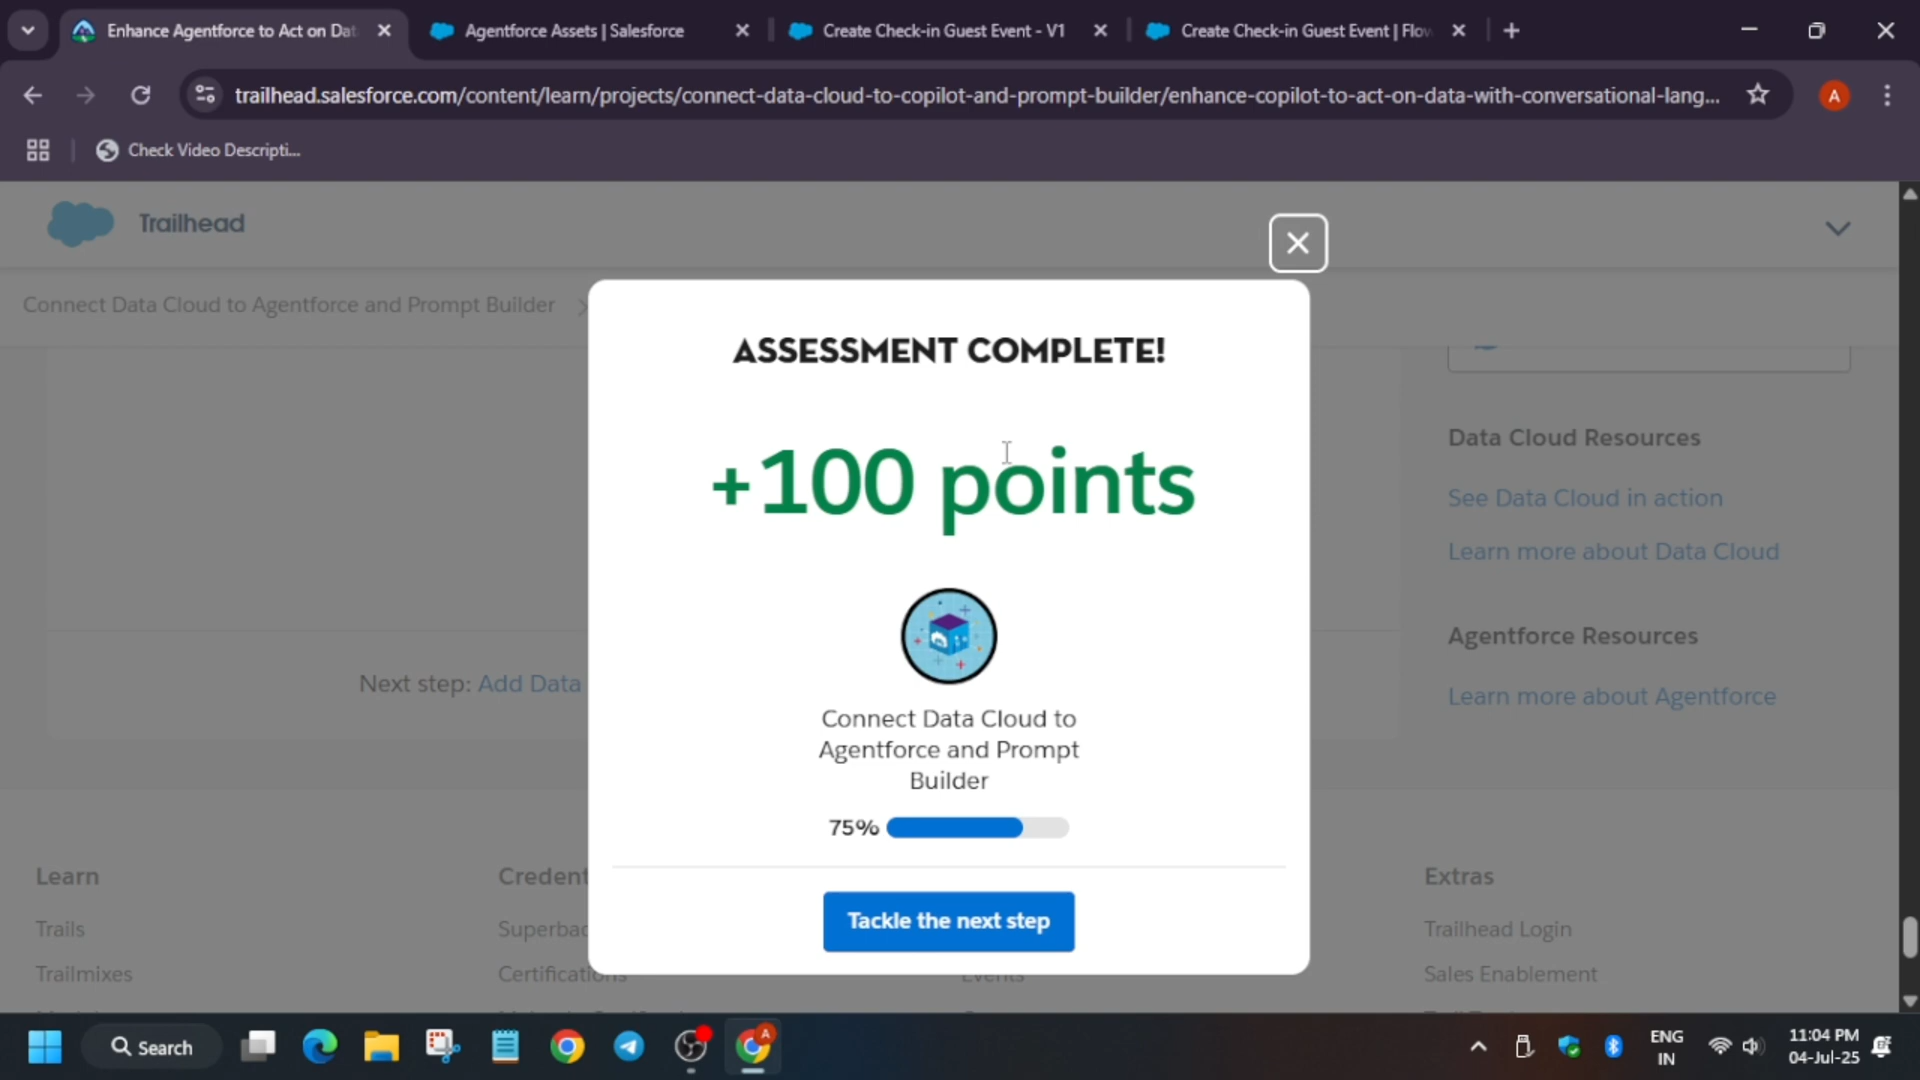 Enhance Agentforce to Act on Dat
Agentforce Assets | Salesforce
Create Check-in Guest Event - V1
Create Check-in Guest Event | Flow
trailhead.salesforce.com/content/learn/projects/connect-data-cloud-to-copilot-and-prompt-builder/enhance-copilot-to-act-on-data-with-conversational-lang...
A
Check Video Descripti...
Trailhead
Connect Data Cloud to Agentforce and Prompt Builder
ASSESSMENT COMPLETE!
+100 points
Connect Data Cloud to
Agentforce and Prompt
Builder
75%
Tackle the next step
Next step: Add Data
Data Cloud Resources
See Data Cloud in action
Learn more about Data Cloud
Agentforce Resources
Learn more about Agentforce
Learn
Trails
Trailmixes
Credent
Superbad
Certifications
Events
Extras
Trailhead Login
Sales Enablement
Search
A
ENG
IN
11:04 PM
04-Jul-25